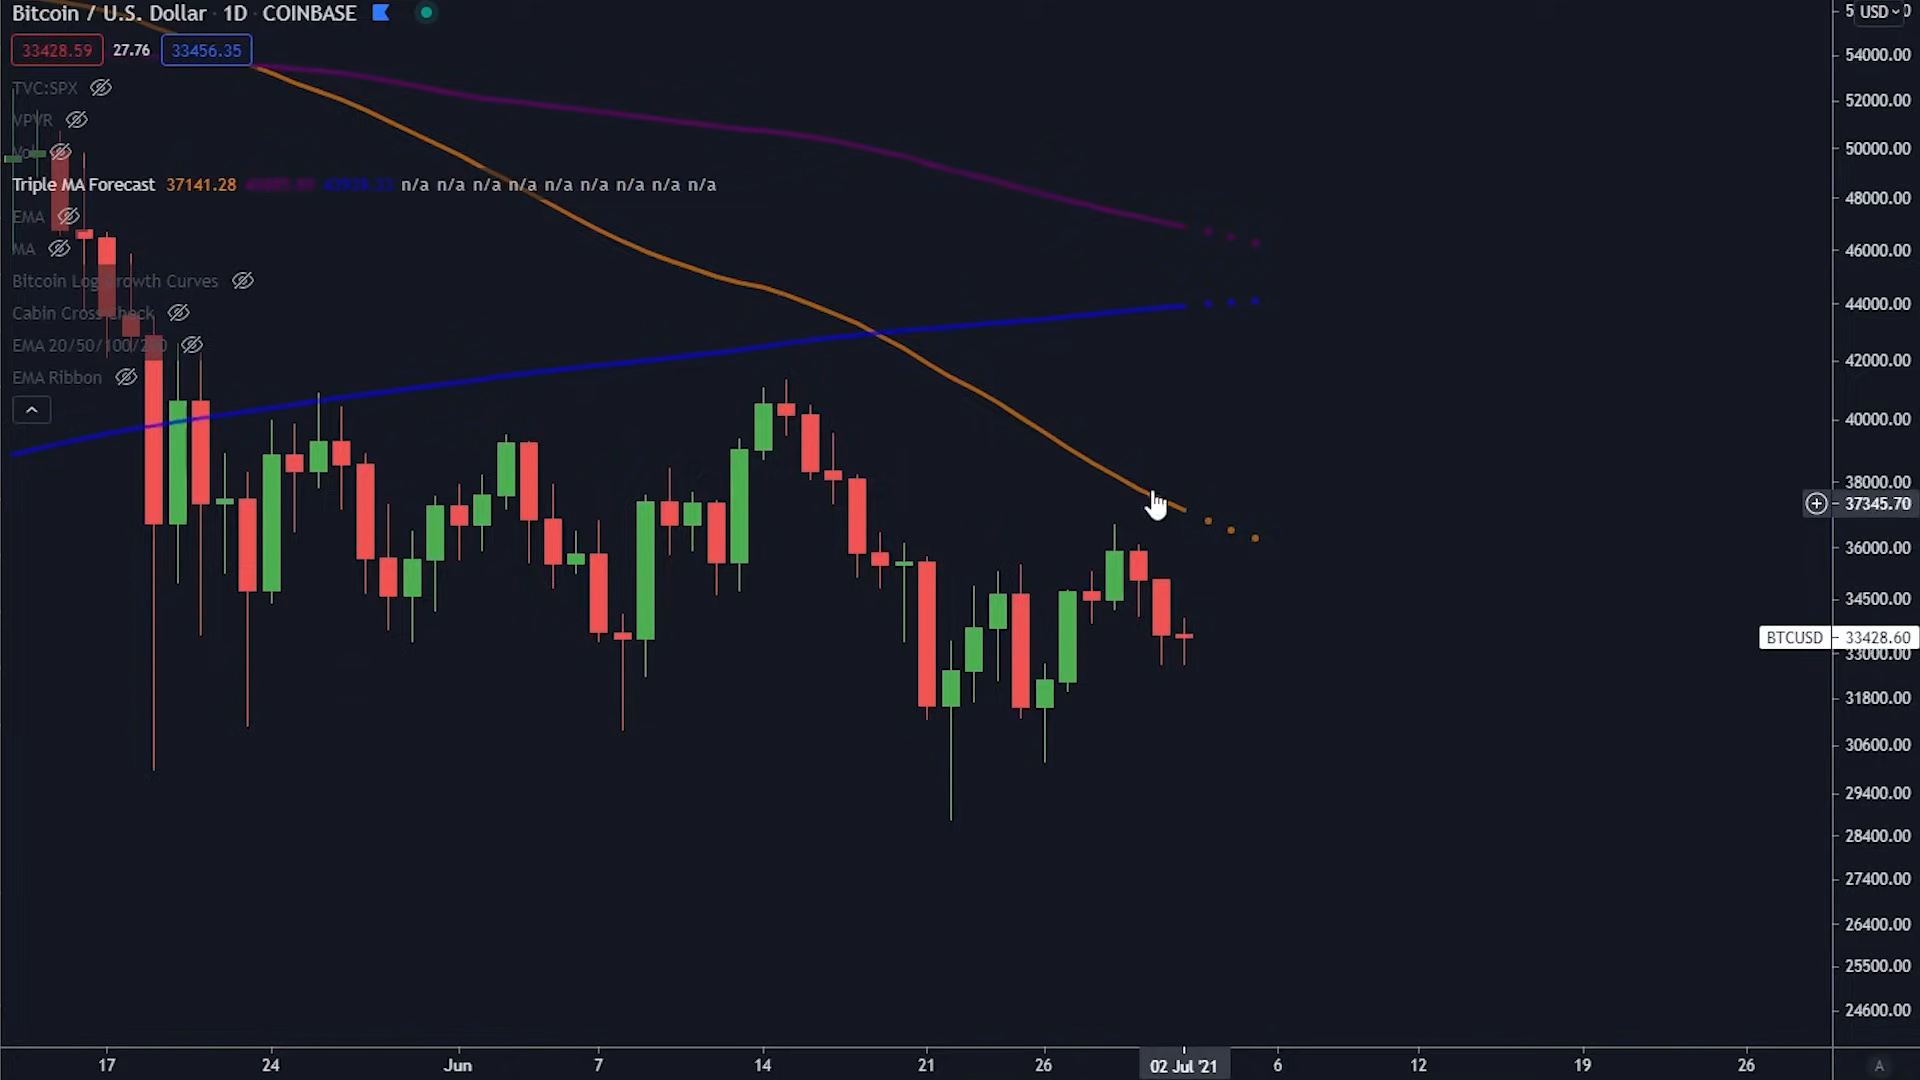 Bitcoin / U.S. Dollar · 1D · COINBASE
33428.59 27.76 33456.35
TVC:SPX
VPVR
Vol
Triple MA Forecast 37141.28 n/a n/a n/a n/a n/a n/a n/a n/a n/a
EMA
MA
Bitcoin Log Growth Curves
Cabin Cross Check
EMA 20/50/100/200
EMA Ribbon
USD
54000.00
52000.00
50000.00
48000.00
46000.00
44000.00
42000.00
40000.00
38000.00
37345.70
36000.00
34500.00
BTCUSD 33428.60
33000.00
31800.00
30600.00
29400.00
28400.00
27400.00
26400.00
25500.00
24600.00
17 24 Jun 7 14 21 26 02 Jul '21 6 12 19 26 A